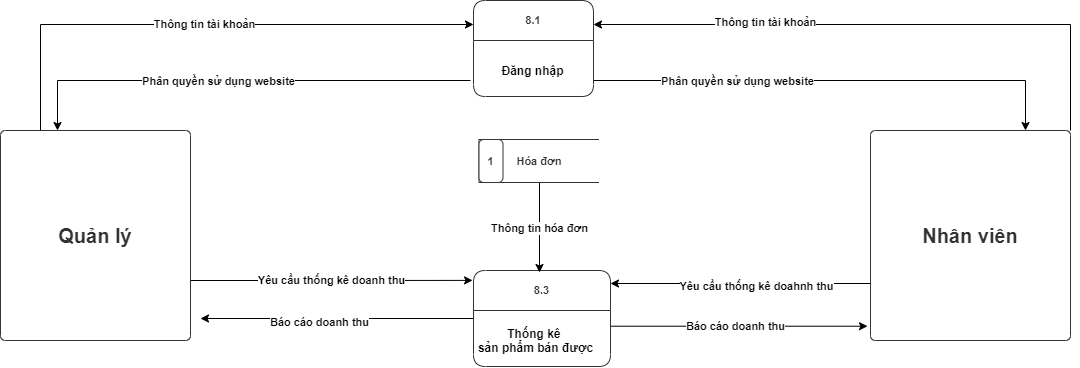 Thông tin tài khoản
8.1
Thông tin tài khoản
Đăng nhập
Phân quyền sử dụng website
Phân quyền sử dụng website
1
Hóa đơn
Quản lý
Thông tin hóa đơn
Nhân viên
Yêu cầu thống kê doanh thu
8.3
Yêu cầu thống kê doahnh thu
Báo cáo doanh thu
Thống kê
sản phẩm bán được
Báo cáo doanh thu